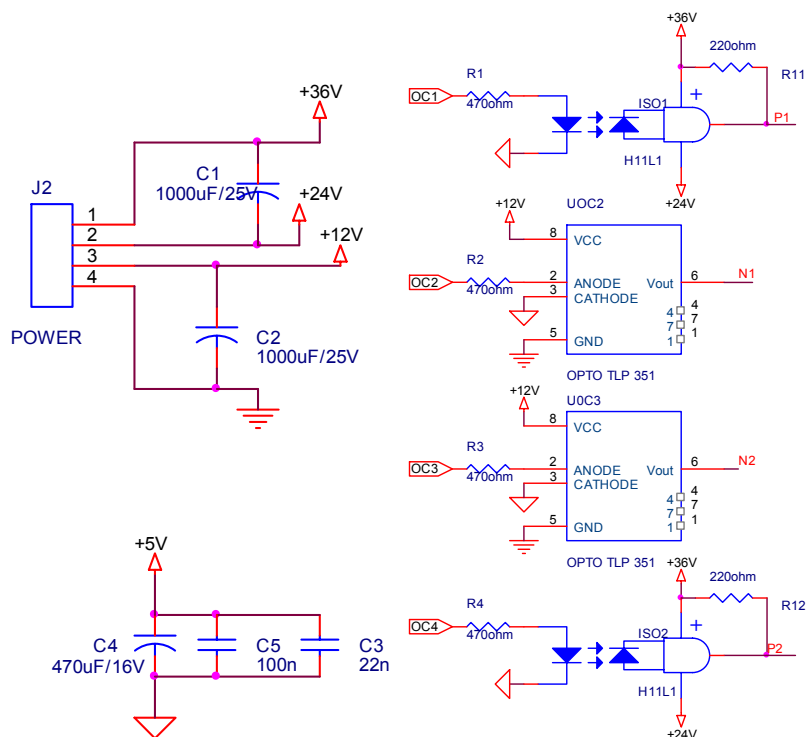 +36V
C1
1000uF/25V
+24V
+12V
J2
1
2
3
4
POWER
C2
1000uF/25V
+5V
C4
470uF/16V
C5
100n
C3
22n
+36V
220ohm
R11
R1
OC1
470ohm
ISO1
+
P1
H11L1
+24V
UOC2
+12V
8
VCC
R2
OC2
470ohm
2
ANODE
Vout
6
N1
3
CATHODE
4
4
7
7
1
1
5
GND
OPTO TLP 351
U0C3
+12V
8
VCC
R3
OC3
470ohm
2
ANODE
Vout
6
N2
3
CATHODE
4
4
7
7
1
1
5
GND
OPTO TLP 351
+36V
220ohm
R12
R4
OC4
470ohm
ISO2
+
P2
H11L1
+24V